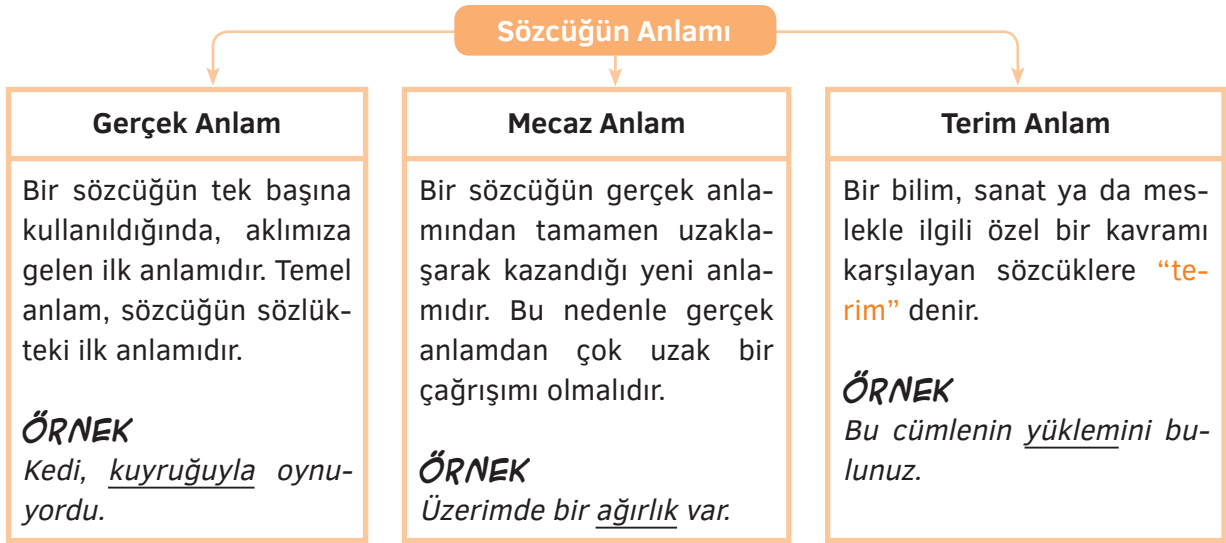 Sözcüğün Anlamı
Gerçek Anlam
Bir sözcüğün tek başına
kullanıldığında, aklımıza
gelen ilk anlamıdır. Temel
anlam, sözcüğün sözlük-
teki ilk anlamıdır.
ÖRNEK
Kedi, kuyruğuyla oynu-
yordu.
Mecaz Anlam
Bir sözcüğün gerçek anla-
mından tamamen uzakla-
şarak kazandığı yeni anla-
mıdır. Bu nedenle gerçek
anlamdan çok uzak bir
çağrışımı olmalıdır.
ÖRNEK
Üzerimde bir ağırlık var.
Terim Anlam
Bir bilim, sanat ya da mes-
lekle ilgili özel bir kavramı
karşılayan sözcüklere “te-
rim” denir.
ÖRNEK
Bu cümlenin yüklemini bu-
lunuz.